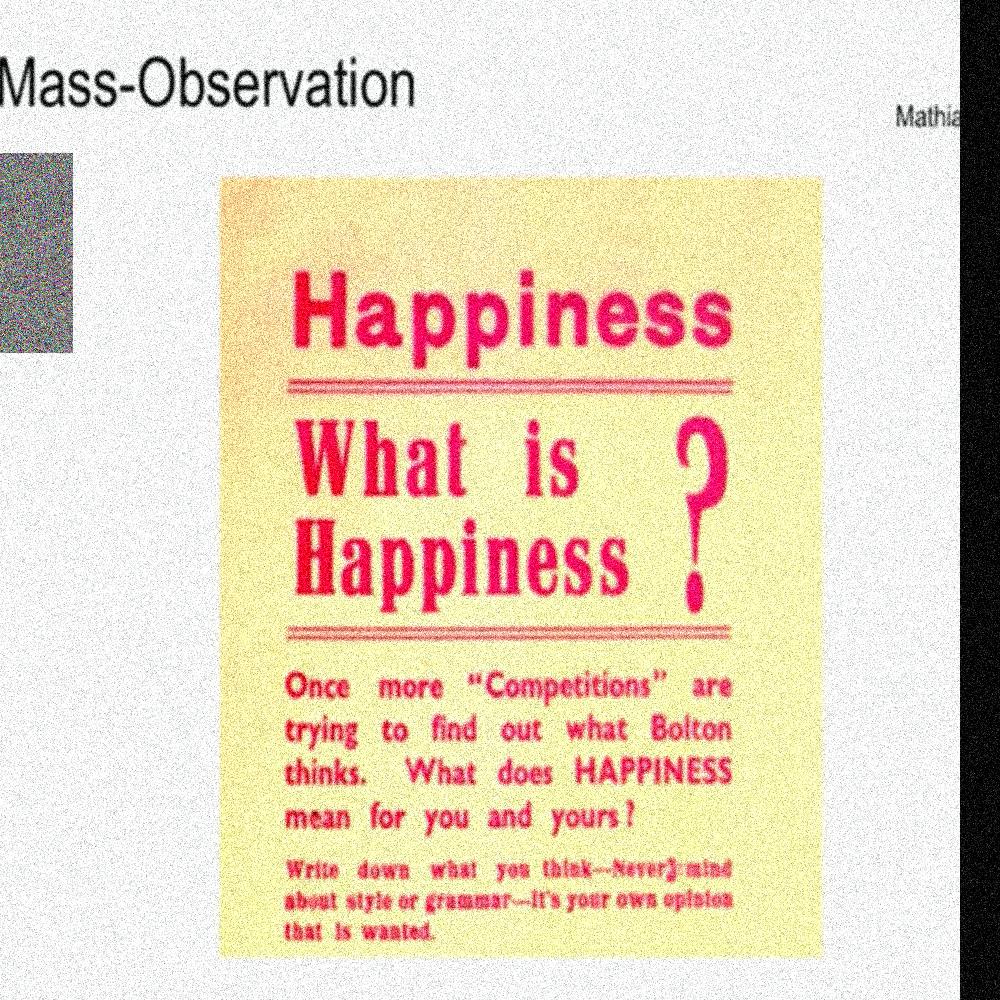 Mass-Observation
Mathia
Happiness
What is
Happiness ?
Once more "Competitions" are
trying to find out what Bolton
thinks. What does HAPPINESS
mean for you and yours?
Write down what you think—Never mind
about style or grammar—It's your own opinion
that is wanted.